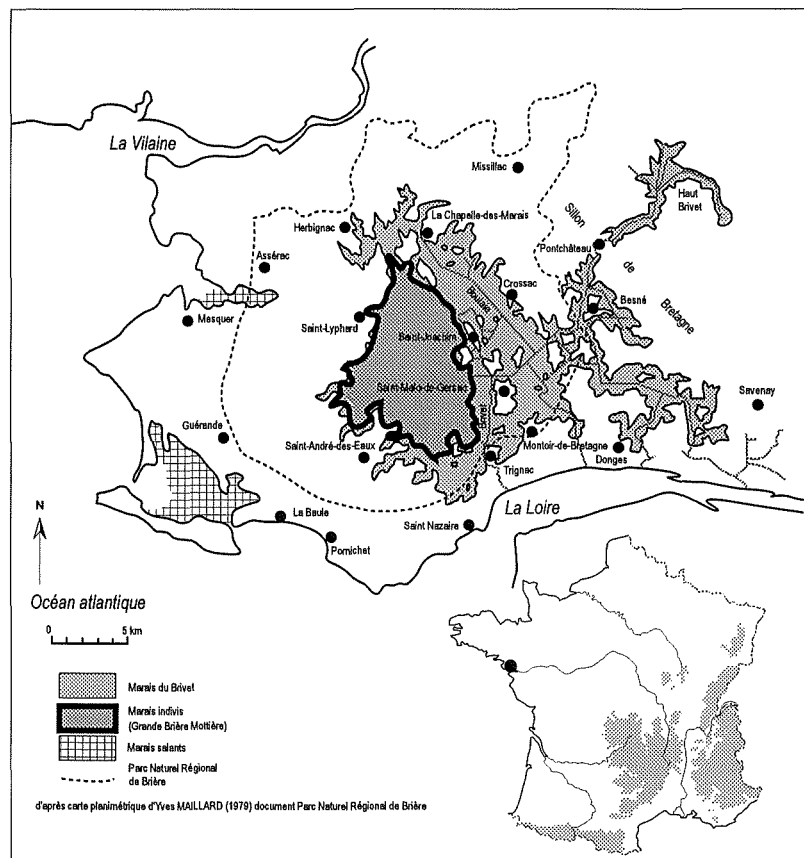 La Vilaine
Missillac
Haut
Brivet
Herbignac
La Chapelle-des-Marais
Sillon
de
Bretagne
Pontchâteau
Assérac
Crossac
Besné
Mesquer
Saint-Lyphard
Saint-Joachim
Saint-Malo-de-Gersac
Brivet
Savenay
Guérande
Saint-André-des-Eaux
Montoir-de-Bretagne
Donges
Trignac
La Baule
Saint Nazaire
La Loire
Pornichet
N
Océan atlantique
0 5 km
Marais du Brivet
Marais indivis
(Grande Brière Mottière)
Marais salants
Parc Naturel Régional
de Brière
d'après carte planimétrique d'Yves MAILLARD (1979) document Parc Naturel Régional de Brière